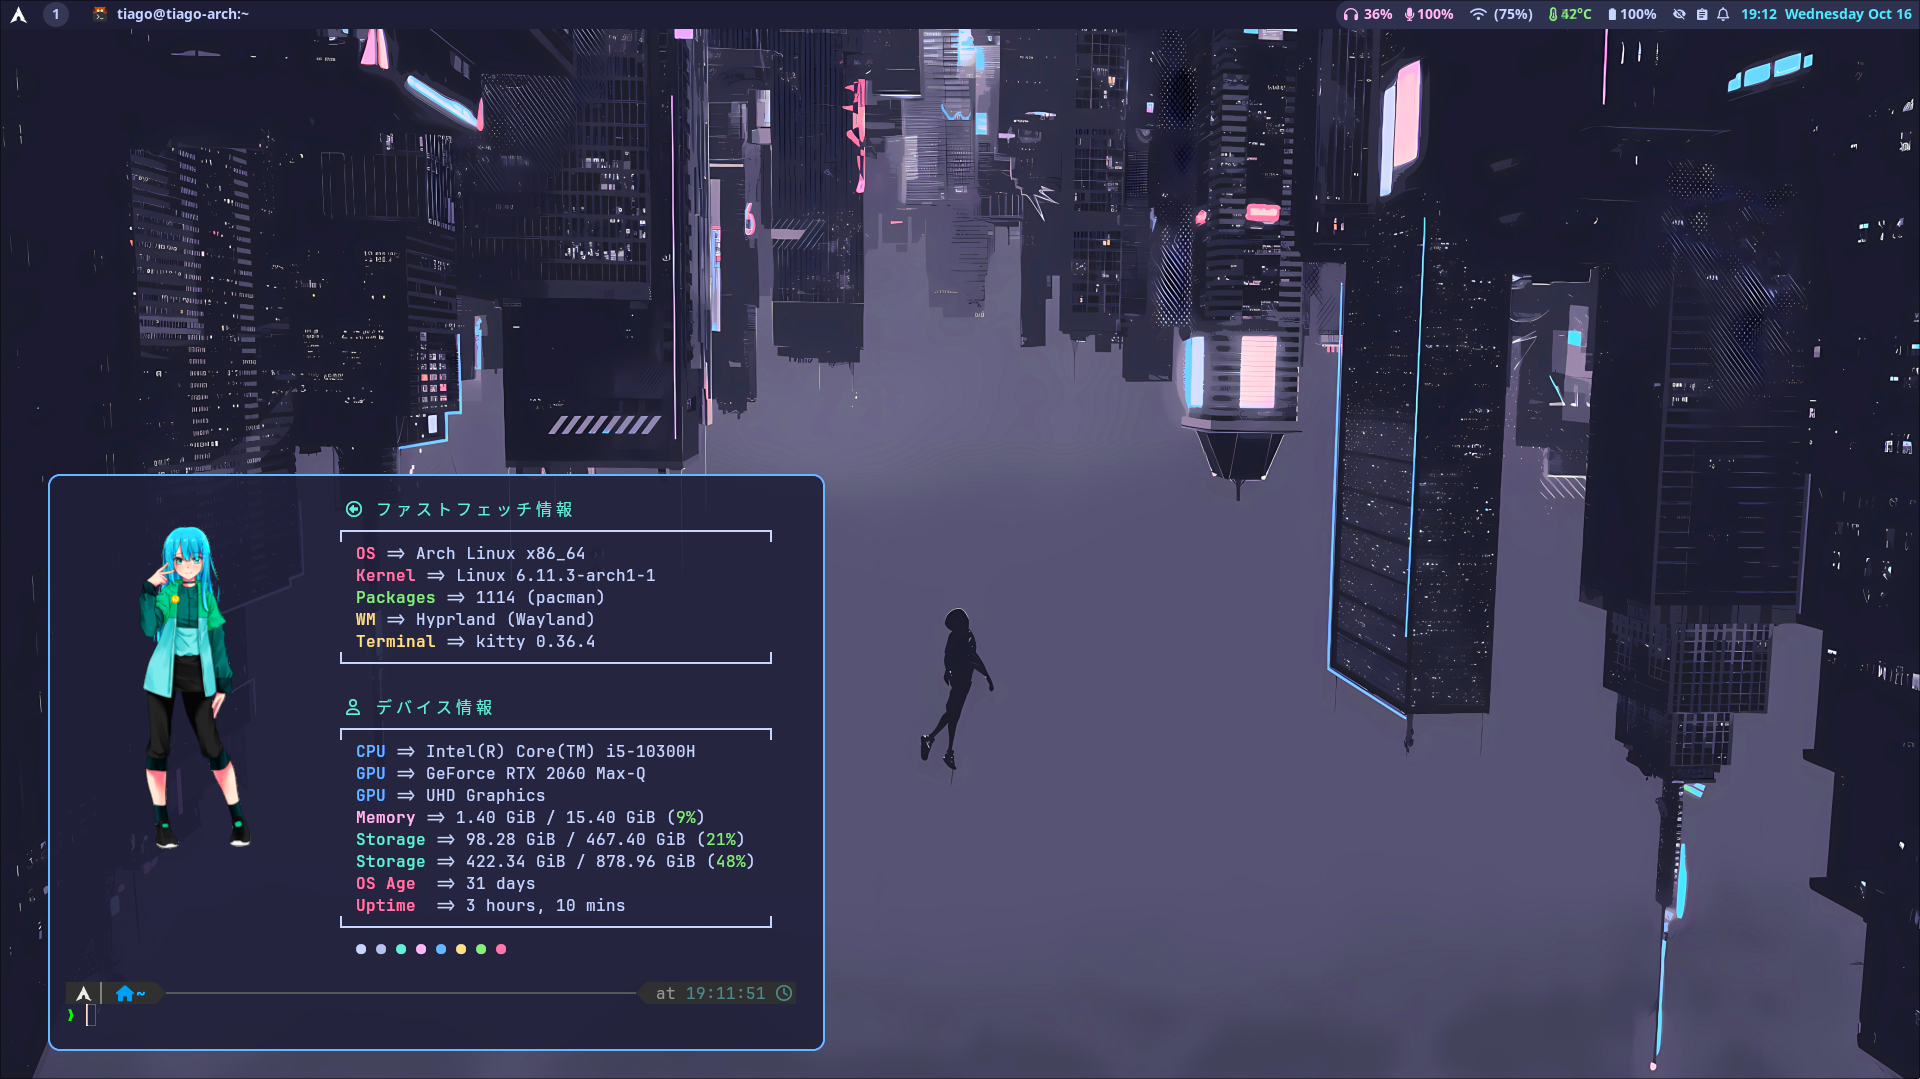 1 tiago@tiago-arch:~ 36% 100% (75%) 42°C 100% 19:12 Wednesday Oct 16
6
ファストフェッチ情報
OS => Arch Linux x86_64
Kernel => Linux 6.11.3-arch1-1
Packages => 1114 (pacman)
WM => Hyprland (Wayland)
Terminal => kitty 0.36.4
デバイス情報
CPU => Intel(R) Core(TM) i5-10300H
GPU => GeForce RTX 2060 Max-Q
GPU => UHD Graphics
Memory => 1.40 GiB / 15.40 GiB (9%)
Storage => 98.28 GiB / 467.40 GiB (21%)
Storage => 422.34 GiB / 878.96 GiB (48%)
OS Age => 31 days
Uptime => 3 hours, 10 mins
~ at 19:11:51
❯